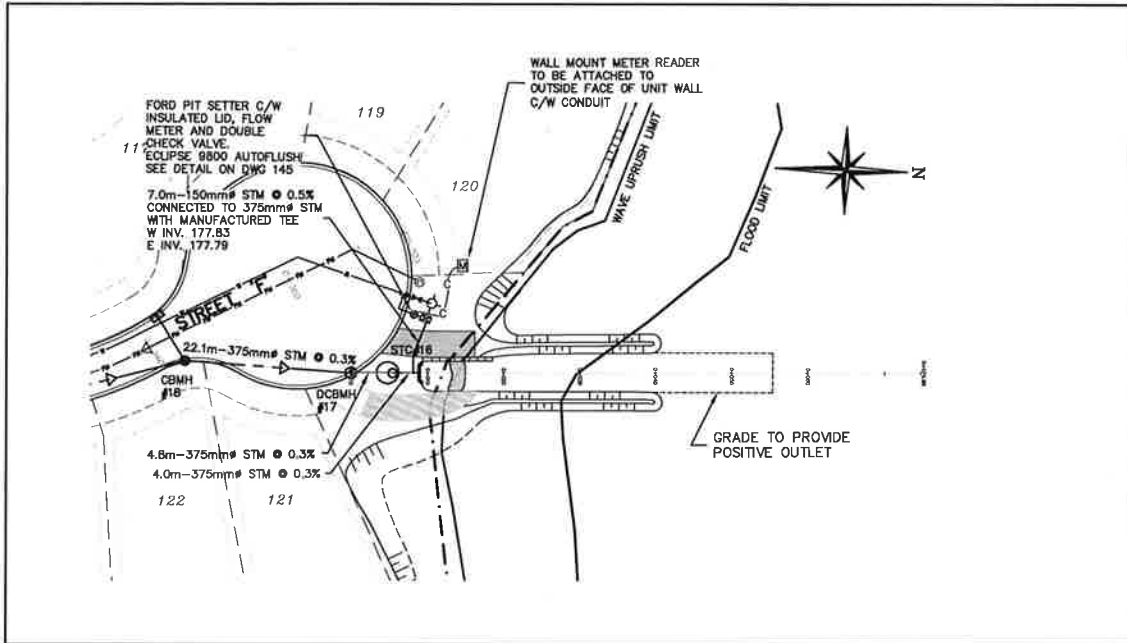 WALL MOUNT METER READER
TO BE ATTACHED TO
OUTSIDE FACE OF UNIT WALL
C/W CONDUIT
FORD PIT SETTER C/W
INSULATED LID, FLOW
METER AND DOUBLE
CHECK VALVE.
ECLIPSE 9800 AUTOFLUSH
SEE DETAIL ON DWG 145
119
120
7.0m-150mmø STM @ 0.5%
CONNECTED TO 375mmø STM
WITH MANUFACTURED TEE
W INV. 177.83
E INV. 177.79
WAVE UPRUSH LIMIT
FLOOD LIMIT
N
M
C
C
STREET "F"
22.1m-375mmø STM @ 0.3%
STC#16
CBMH
#18
DCBMH
#17
4.8m-375mmø STM @ 0.3%
4.0m-375mmø STM @ 0.3%
122
121
GRADE TO PROVIDE
POSITIVE OUTLET